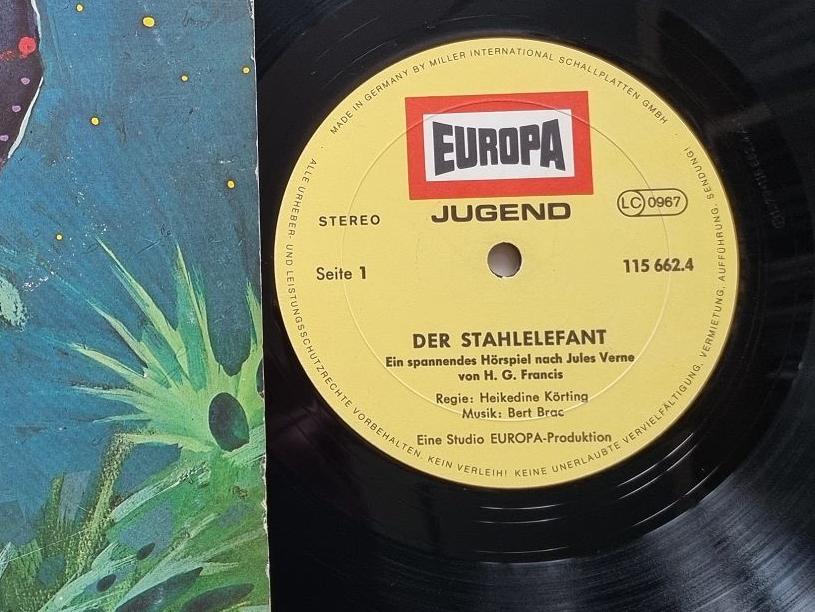 MADE IN GERMANY BY MILLER INTERNATIONAL SCHALLPLATTEN GMBH
EUROPA
JUGEND
STEREO
LC 0967
Seite 1
115 662.4
DER STAHLELEFANT
Ein spannendes Hörspiel nach Jules Verne
von H. G. Francis
Regie: Heikedine Körting
Musik: Bert Brac
Eine Studio EUROPA-Produktion
ALLE URHEBER- UND LEISTUNGSSCHUTZRECHTE VORBEHALTEN. KEIN VERLEIH! KEINE UNERLAUBTE VERVIELFÄLTIGUNG, VERMIETUNG, AUFFÜHRUNG, SENDUNG!